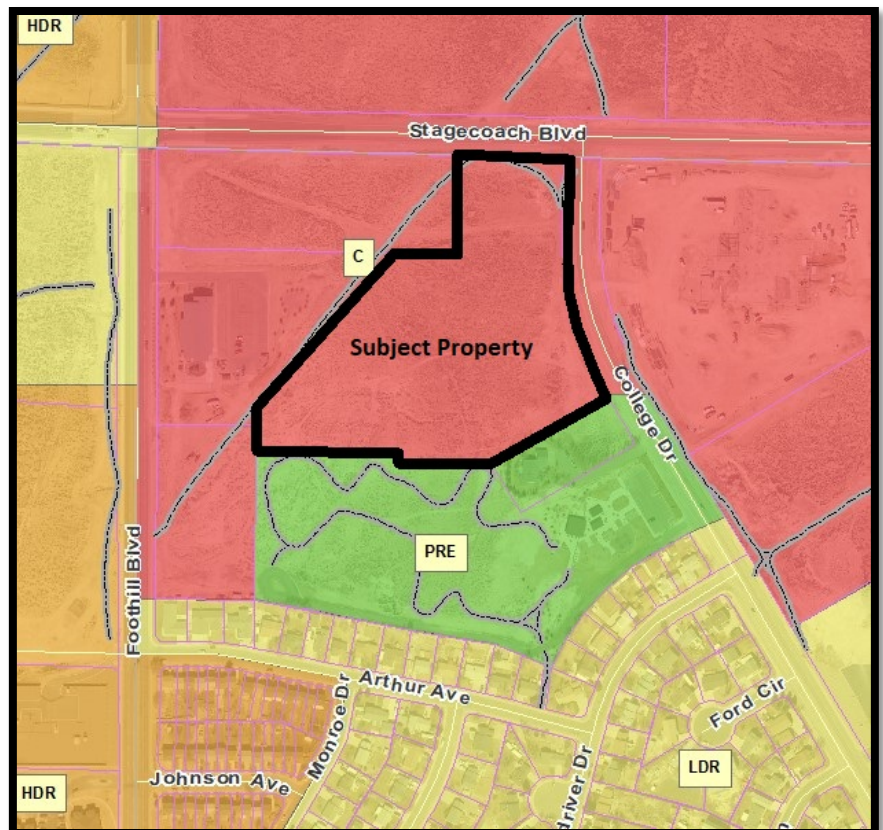 HDR
Stagecoach Blvd
C
Subject Property
College Dr
PRE
Foothill Blvd
Arthur Ave
Monroe Dr
Ford Cir
Johnson Ave
LDR
HDR